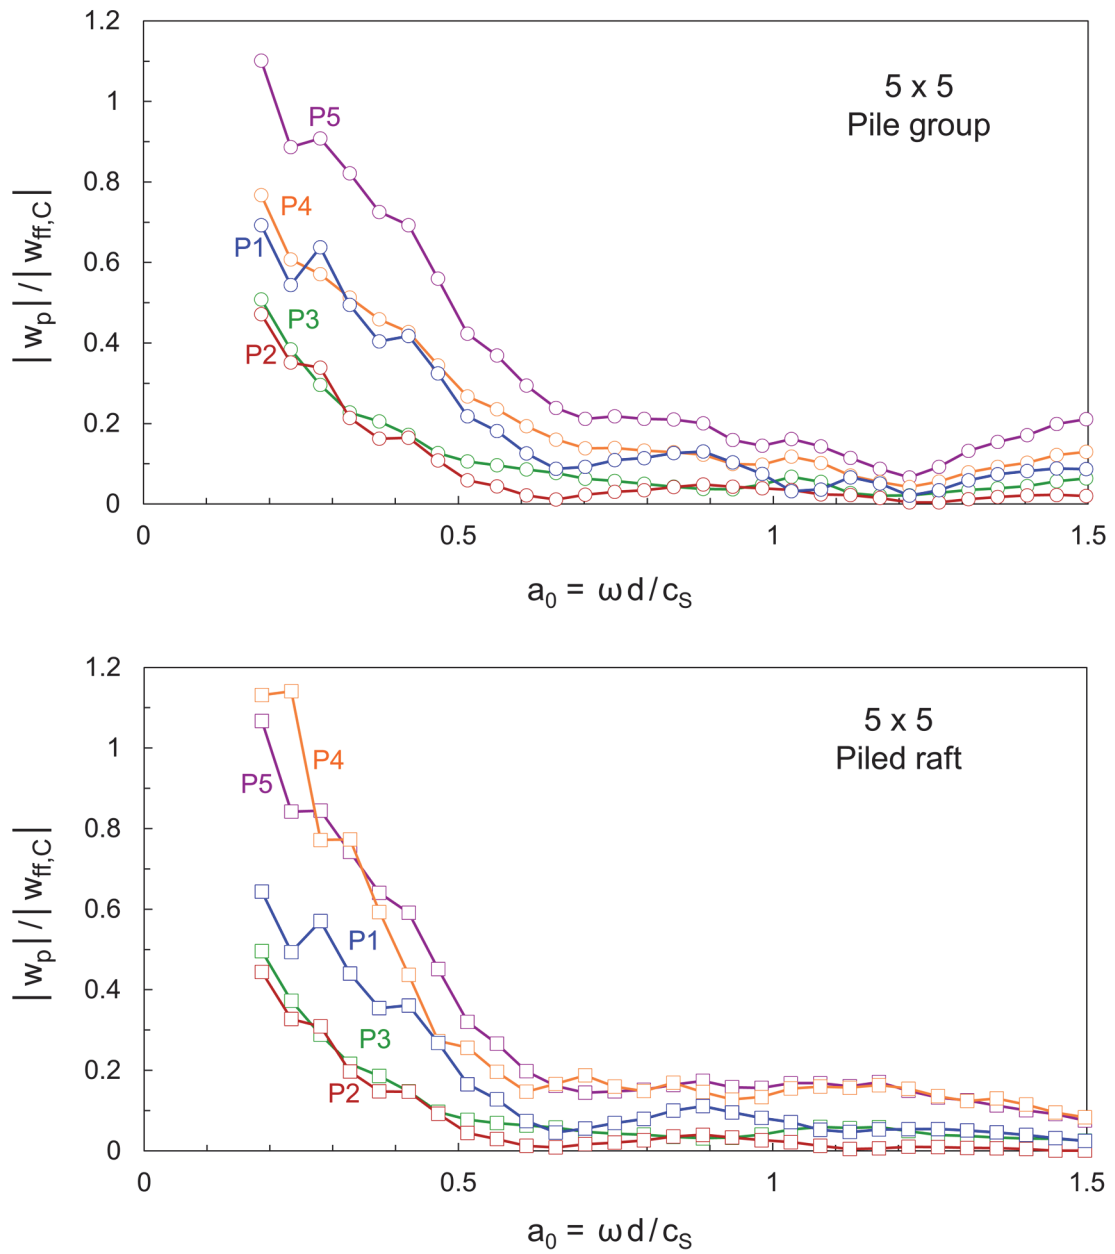 1.2
1
0.8
0.6
0.4
0.2
0
|wp| / |wff,C|
5 x 5
Pile group
P5
P4
P1
P3
P2
0
0.5
1
1.5
a0 = ωd/cS
1.2
1
0.8
0.6
0.4
0.2
0
|wp| / |wff,C|
5 x 5
Piled raft
P4
P5
P1
P3
P2
0
0.5
1
1.5
a0 = ωd/cS